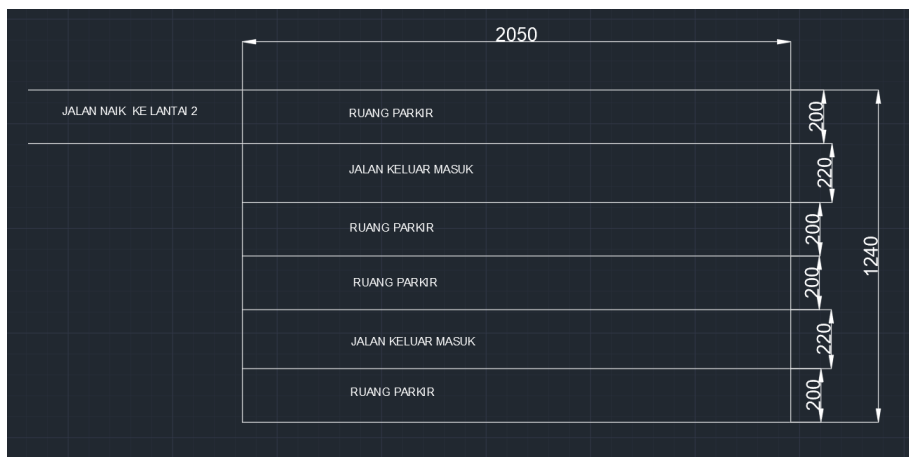 2050
JALAN NAIK KE LANTAI 2
RUANG PARKIR
200
JALAN KELUAR MASUK
220
RUANG PARKIR
200
1240
RUANG PARKIR
200
JALAN KELUAR MASUK
220
RUANG PARKIR
200